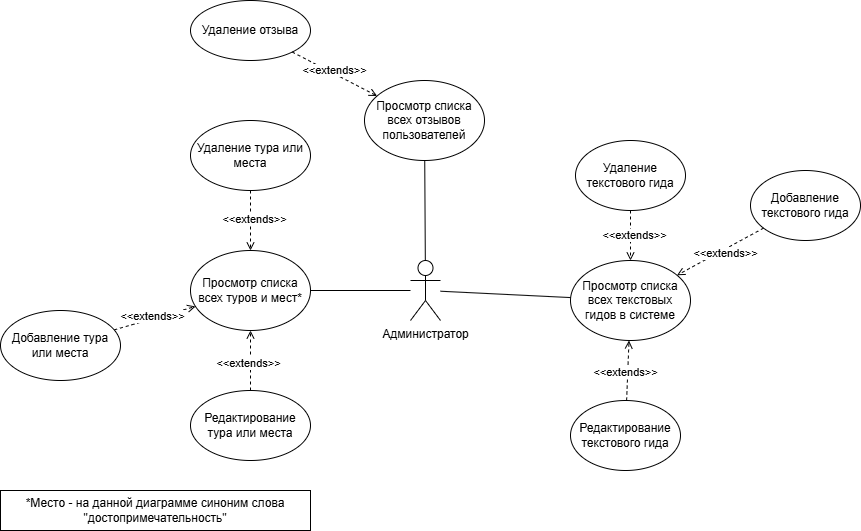 Удаление отзыва
<<extends>>
Просмотр списка
всех отзывов
пользователей
Удаление тура или
места
<<extends>>
Удаление
текстового гида
Добавление
текстового гида
<<extends>>
<<extends>>
Просмотр списка
всех туров и мест*
Просмотр списка
всех текстовых
гидов в системе
<<extends>>
Добавление тура
или места
Администратор
<<extends>>
<<extends>>
Редактирование
тура или места
Редактирование
текстового гида
*Место - на данной диаграмме синоним слова
"достопримечательность"